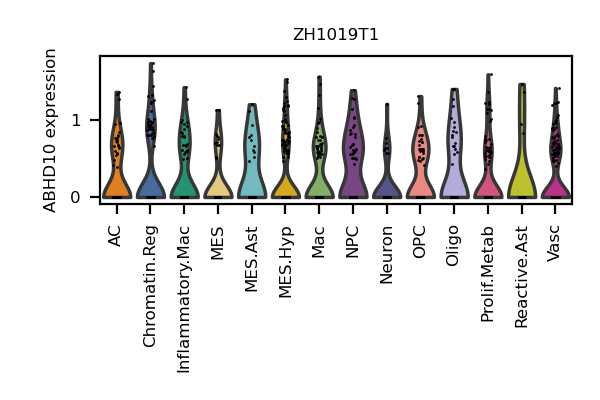 ZH1019T1
ABHD10 expression
1
0
AC
Chromatin.Reg
Inflammatory.Mac
MES
MES.Ast
MES.Hyp
Mac
NPC
Neuron
OPC
Oligo
Prolif.Metab
Reactive.Ast
Vasc